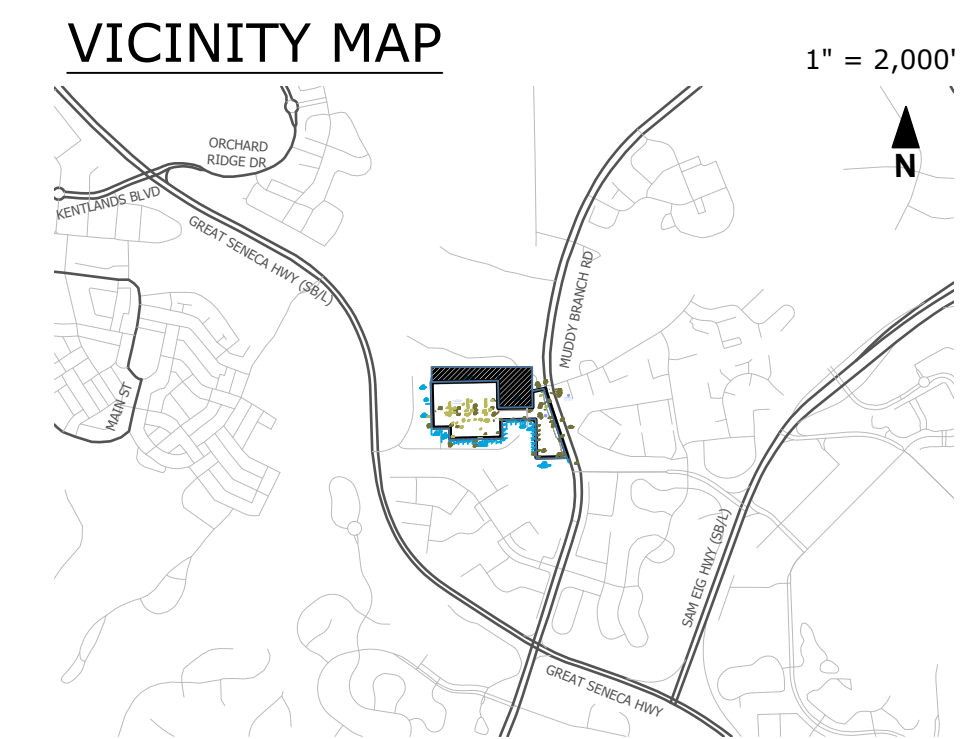 VICINITY MAP
1" = 2,000'
N
ORCHARD
RIDGE DR
KENTLANDS BLVD
GREAT SENECA HWY (SB/L)
MUDDY BRANCH RD
MAIN ST
SAM EIG HWY (SB/L)
GREAT SENECA HWY